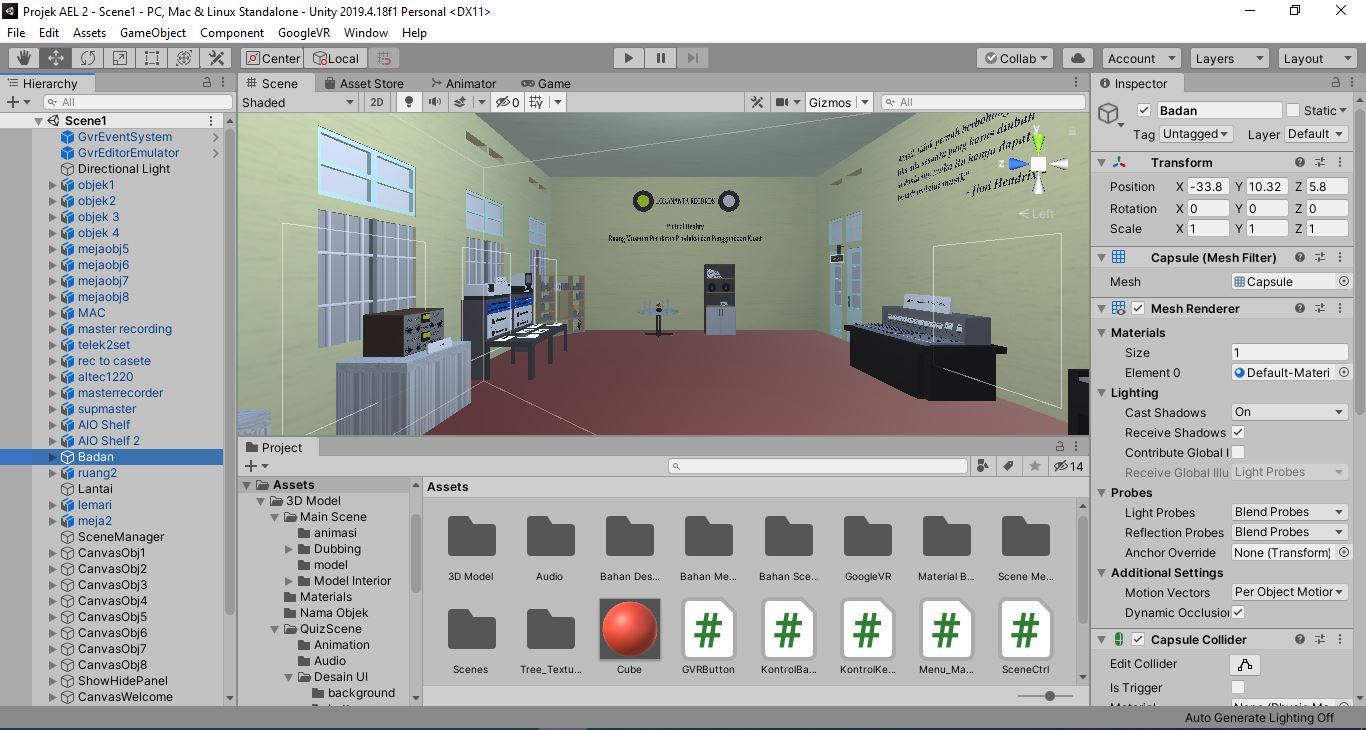 Projek AEL 2 - Scene1 - PC, Mac & Linux Standalone - Unity 2019.4.18f1 Personal <DX11>
File Edit Assets GameObject Component GoogleVR Window Help
Center Local Collab Account Layers Layout
Hierarchy
All
Scene1
GvrEventSystem
GvrEditorEmulator
Directional Light
objek1
objek2
objek 3
objek 4
mejaobj5
mejaobj6
mejaobj7
mejaobj8
MAC
master recording
telek2set
rec to casete
altec1220
masterrecorder
supmaster
AIO Shelf
AIO Shelf 2
Badan
ruang2
Lantai
lemari
meja2
SceneManager
CanvasObj1
CanvasObj2
CanvasObj3
CanvasObj4
CanvasObj5
CanvasObj6
CanvasObj7
CanvasObj8
ShowHidePanel
CanvasWelcome
Scene Asset Store Animator Game
Shaded 2D 0 Gizmos All
y
z
Left
LOKANANTA RECORDS
Virtual Reality
- Jimi Hendrix
Project
14
Assets
3D Model
Main Scene
animasi
Dubbing
model
Model Interior
Materials
Nama Objek
QuizScene
Animation
Audio
Desain UI
background
Assets
3D Model Audio Bahan Des... Bahan Me... Bahan Sce... GoogleVR Material B... Scene Me...
Scenes Tree_Textu... Cube GVRButton KontrolBa... KontrolKe... Menu_Ma... SceneCtrl
Inspector
Badan Static
Tag Untagged Layer Default
Transform
Position X -33.8 Y 10.32 Z 5.8
Rotation X 0 Y 0 Z 0
Scale X 1 Y 1 Z 1
Capsule (Mesh Filter)
Mesh Capsule
Mesh Renderer
Materials
Size 1
Element 0 Default-Materi
Lighting
Cast Shadows On
Receive Shadows
Contribute Global I
Receive Global Illu Light Probes
Probes
Light Probes Blend Probes
Reflection Probes Blend Probes
Anchor Override None (Transform)
Additional Settings
Motion Vectors Per Object Motior
Dynamic Occlusior
Capsule Collider
Edit Collider
Is Trigger
Auto Generate Lighting Off